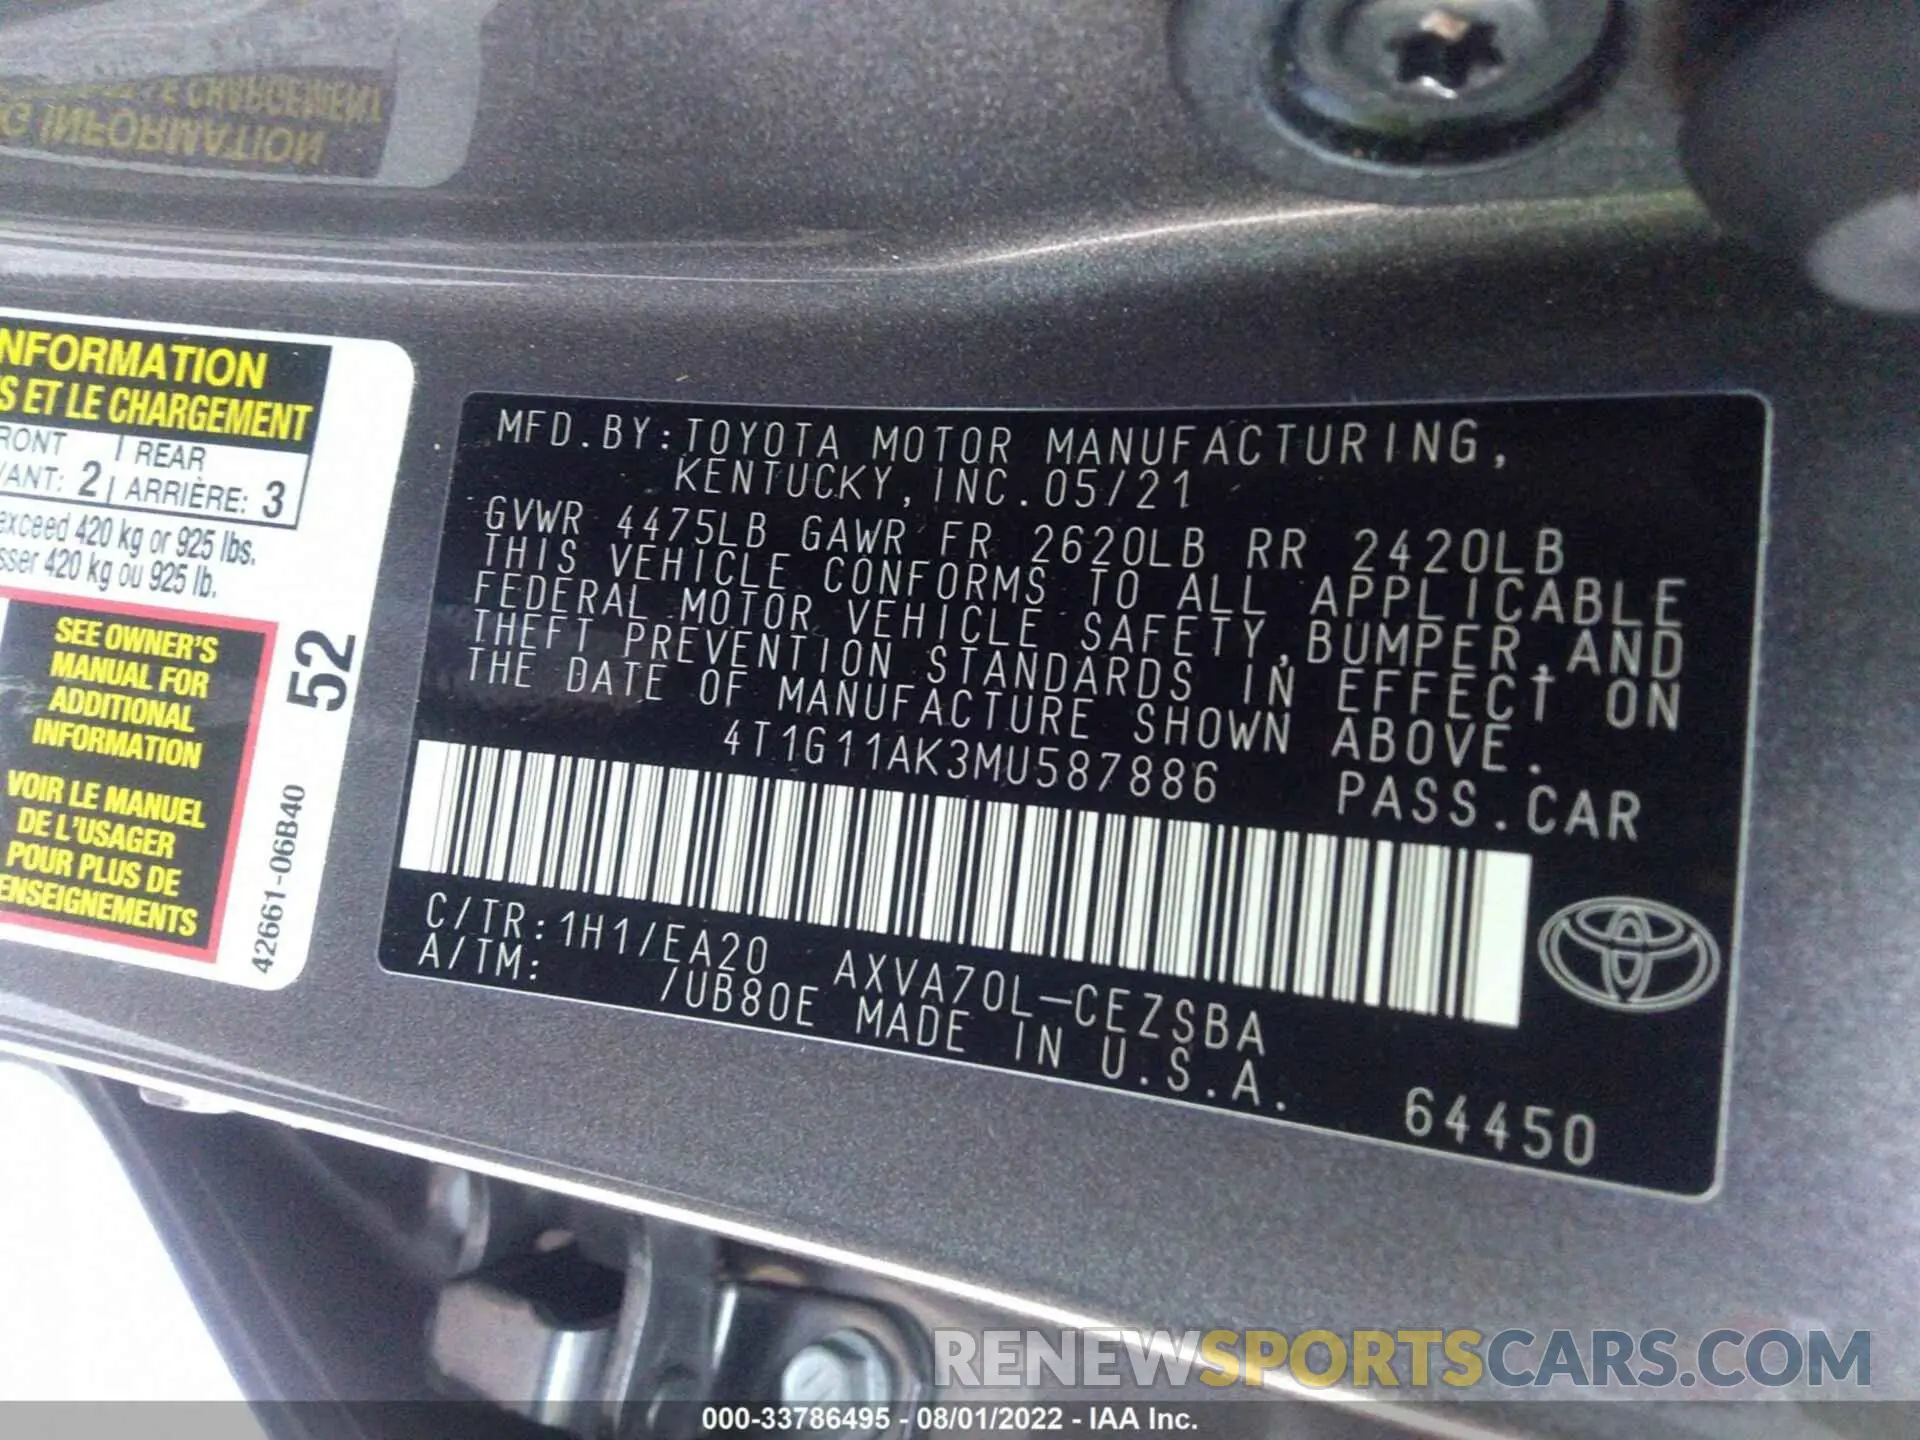 G INFORMATION
LE CHARGEMENT
NFORMATION
S ET LE CHARGEMENT
RONT | REAR
VANT: 2 | ARRIÈRE: 3
exceed 420 kg or 925 lbs.
sser 420 kg ou 925 lb.
SEE OWNER'S
MANUAL FOR
ADDITIONAL
INFORMATION
VOIR LE MANUEL
DE L'USAGER
POUR PLUS DE
ENSEIGNEMENTS
52
42661-06B40
MFD.BY:TOYOTA MOTOR MANUFACTURING,
KENTUCKY, INC.05/21
GVWR 4475LB GAWR FR 2620LB RR 2420LB
THIS VEHICLE CONFORMS TO ALL APPLICABLE
FEDERAL MOTOR VEHICLE SAFETY,BUMPER,AND
THEFT PREVENTION STANDARDS IN EFFECT ON
THE DATE OF MANUFACTURE SHOWN ABOVE.
4T1G11AK3MU587886 PASS.CAR
C/TR:1H1/EA20 AXVA70L-CEZSBA
A/TM: /UB80E MADE IN U.S.A.
64450
RENEWSPORTSCARS.COM
000-33786495 - 08/01/2022 - IAA Inc.